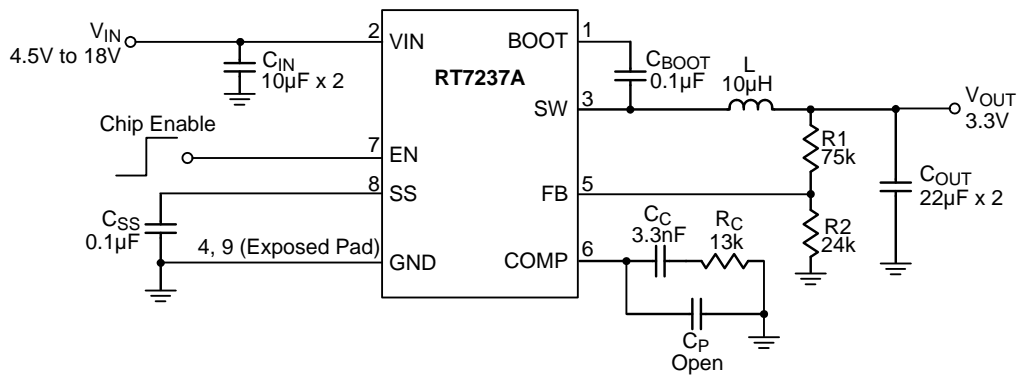 VIN
4.5V to 18V
CIN
10µF x 2
2
VIN
RT7237A
BOOT
1
CBOOT
0.1µF
L
10µH
SW
3
VOUT
3.3V
Chip Enable
7
EN
R1
75k
COUT
22µF x 2
8
SS
FB
5
CSS
0.1µF
R2
24k
4, 9 (Exposed Pad)
GND
COMP
6
CC
3.3nF
RC
13k
CP
Open